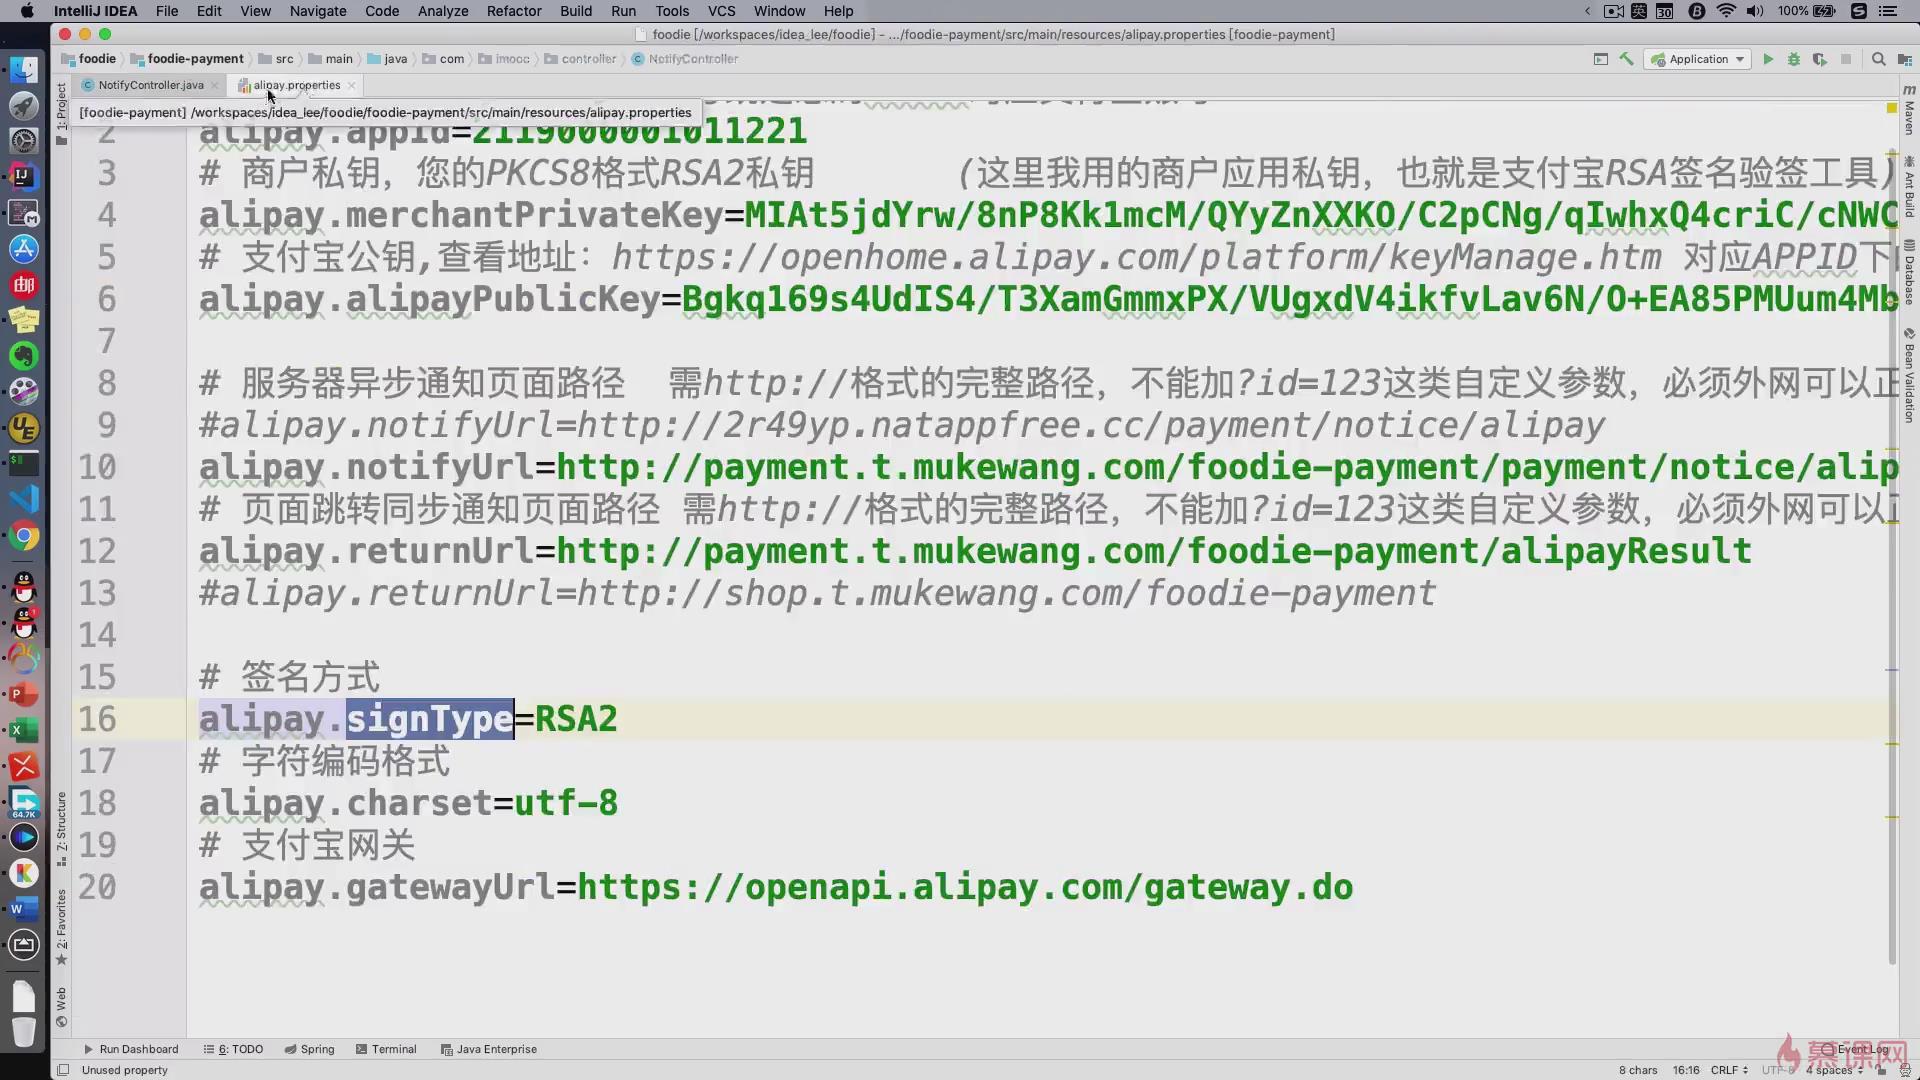 IntelliJ IDEA File Edit View Navigate Code Analyze Refactor Build Run Tools VCS Window Help 英 30 100%
foodie [/workspaces/idea_lee/foodie] - .../foodie-payment/src/main/resources/alipay.properties [foodie-payment]
foodie foodie-payment src main java com imooc controller NotifyController Application
NotifyController.java alipay.properties
[foodie-payment] /workspaces/idea_lee/foodie/foodie-payment/src/main/resources/alipay.properties
2 alipay.appid=2119000001011221
3 # 商户私钥，您的PKCS8格式RSA2私钥 (这里我用的商户应用私钥，也就是支付宝RSA签名验签工具)
4 alipay.merchantPrivateKey=MIAt5jdYrw/8nP8Kk1mcM/QYyZnXXKO/C2pCNg/qIwhxQ4criC/cNWC
5 # 支付宝公钥,查看地址：https://openhome.alipay.com/platform/keyManage.htm 对应APPID下
6 alipay.alipayPublicKey=Bgkq169s4UdIS4/T3XamGmmxPX/VUgxdV4ikfvLav6N/O+EA85PMUum4Mb
7
8 # 服务器异步通知页面路径 需http://格式的完整路径，不能加?id=123这类自定义参数，必须外网可以正
9 #alipay.notifyUrl=http://2r49yp.natappfree.cc/payment/notice/alipay
10 alipay.notifyUrl=http://payment.t.mukewang.com/foodie-payment/payment/notice/alip
11 # 页面跳转同步通知页面路径 需http://格式的完整路径，不能加?id=123这类自定义参数，必须外网可以正
12 alipay.returnUrl=http://payment.t.mukewang.com/foodie-payment/alipayResult
13 #alipay.returnUrl=http://shop.t.mukewang.com/foodie-payment
14
15 # 签名方式
16 alipay.signType=RSA2
17 # 字符编码格式
18 alipay.charset=utf-8
19 # 支付宝网关
20 alipay.gatewayUrl=https://openapi.alipay.com/gateway.do
1: Project
Z: Structure
2: Favorites
Web
Maven
Ant Build
Database
Bean Validation
64.7K
Run Dashboard 6: TODO Spring Terminal Java Enterprise Event Log
慕课网
Unused property 8 chars 16:16 CRLF UTF-8 4 spaces